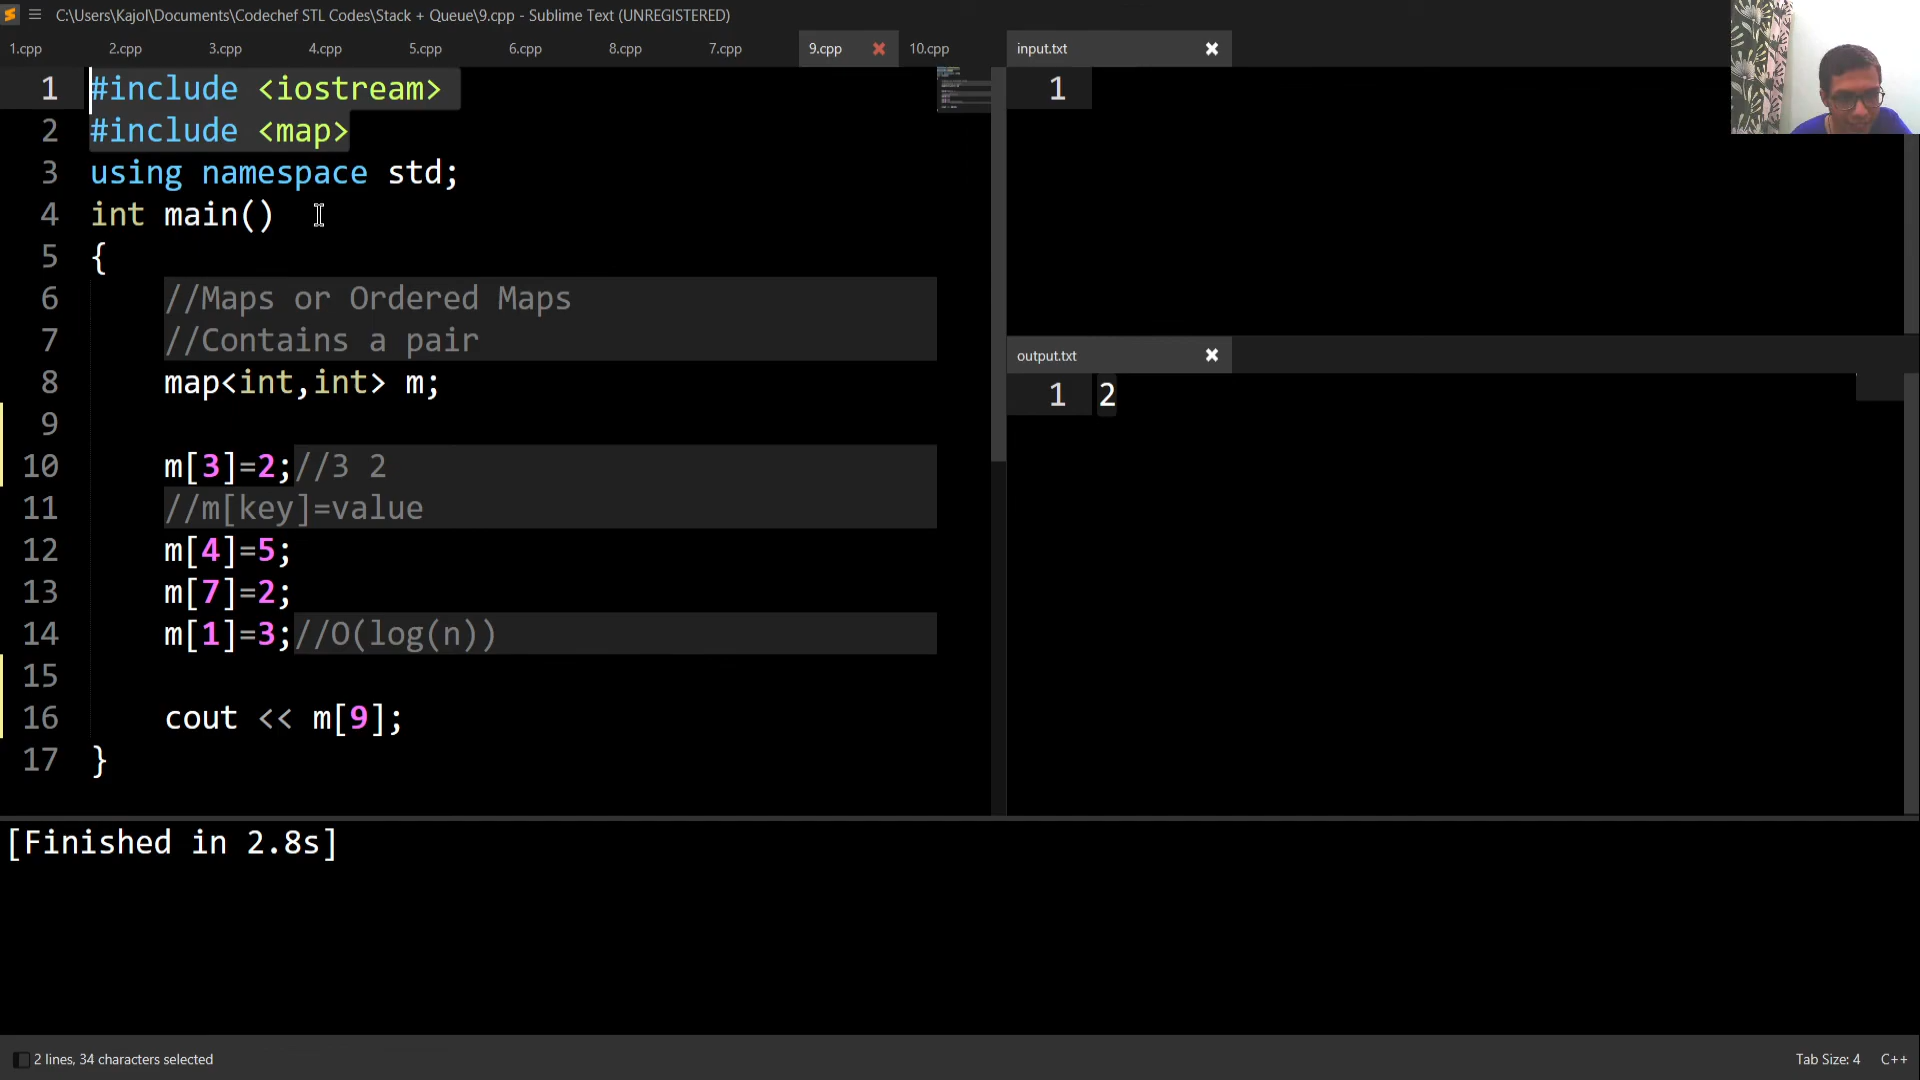 C:\Users\Kajol\Documents\Codechef STL Codes\Stack + Queue\9.cpp - Sublime Text (UNREGISTERED)
1.cpp 2.cpp 3.cpp 4.cpp 5.cpp 6.cpp 8.cpp 7.cpp 9.cpp 10.cpp input.txt
1 #include <iostream>
2 #include <map>
3 using namespace std;
4 int main()
5 {
6 //Maps or Ordered Maps
7 //Contains a pair
8 map<int,int> m;
9
10 m[3]=2;//3 2
11 //m[key]=value
12 m[4]=5;
13 m[7]=2;
14 m[1]=3;//O(log(n))
15
16 cout << m[9];
17 }
1
output.txt
1 2
[Finished in 2.8s]
2 lines, 34 characters selected
Tab Size: 4 C++